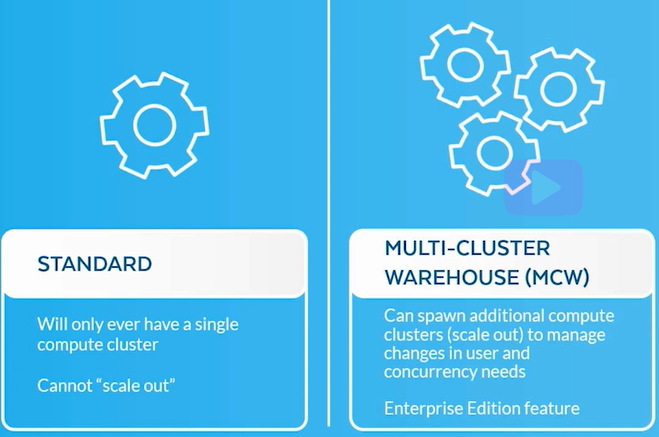 STANDARD
Will only ever have a single
compute cluster
Cannot “scale out”
MULTI-CLUSTER
WAREHOUSE (MCW)
Can spawn additional compute
clusters (scale out) to manage
changes in user and
concurrency needs
Enterprise Edition feature